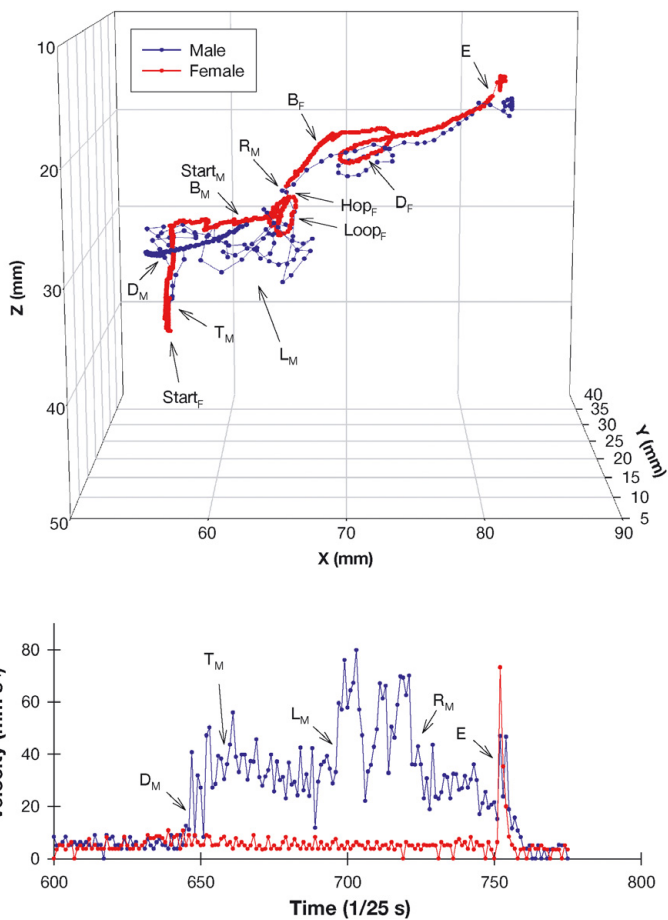 10
Male
Female
E
B_F
20
R_M
Start_M
B_M
Hop_F
D_F
Loop_F
Z (mm)
D_M
30
T_M
L_M
Start_F
40
40
35
30
25
20
15
10
5
Y (mm)
50
60
70
80
90
X (mm)
80
T_M
60
L_M
R_M
E
40
D_M
20
0
600
650
700
750
800
Time (1/25 s)